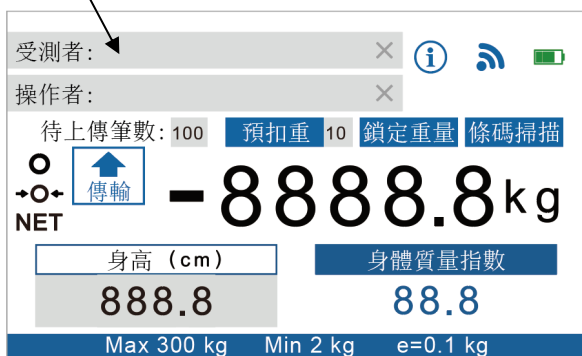 受測者:
操作者:
待上傳筆數: 100 預扣重 10 鎖定重量 條碼掃描
傳輸
→O← -8888.8kg
NET
身高 (cm) 身體質量指數
888.8 88.8
Max 300 kg Min 2 kg e=0.1 kg